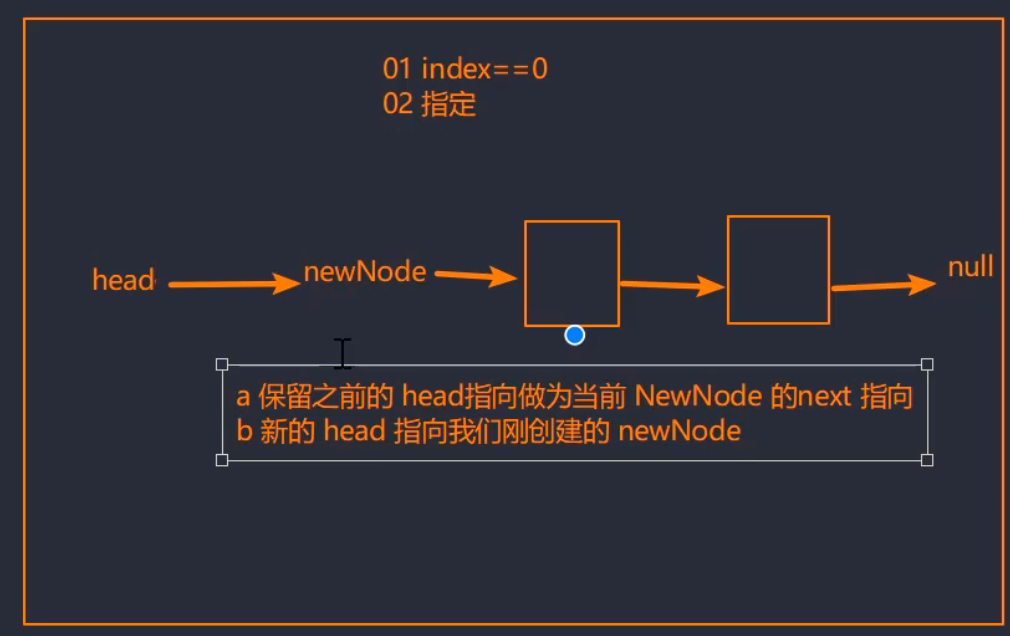 01 index==0
02 指定
head
newNode
null
a 保留之前的 head指向做为当前 NewNode 的next 指向
b 新的 head 指向我们刚创建的 newNode